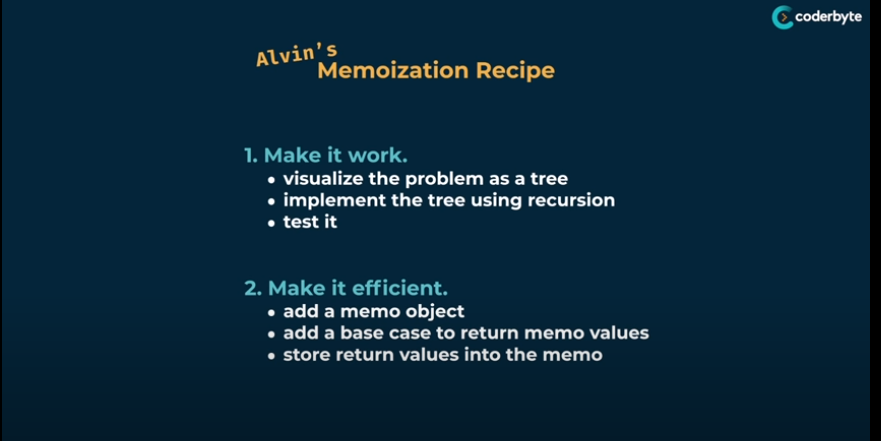 coderbyte
Alvin's
Memoization Recipe
1. Make it work.
• visualize the problem as a tree
• implement the tree using recursion
• test it
2. Make it efficient.
• add a memo object
• add a base case to return memo values
• store return values into the memo